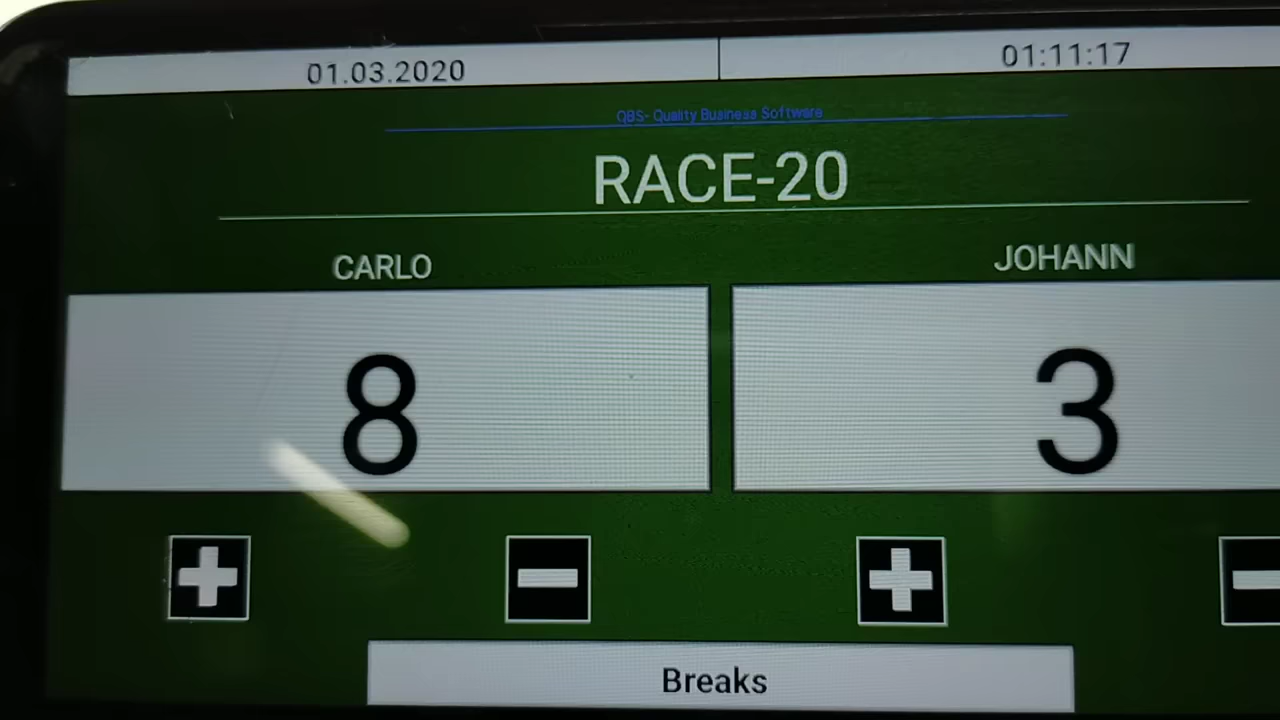 01.03.2020
01:11:17
QBS- Quality Business Software
RACE-20
CARLO
JOHANN
8
3
Breaks